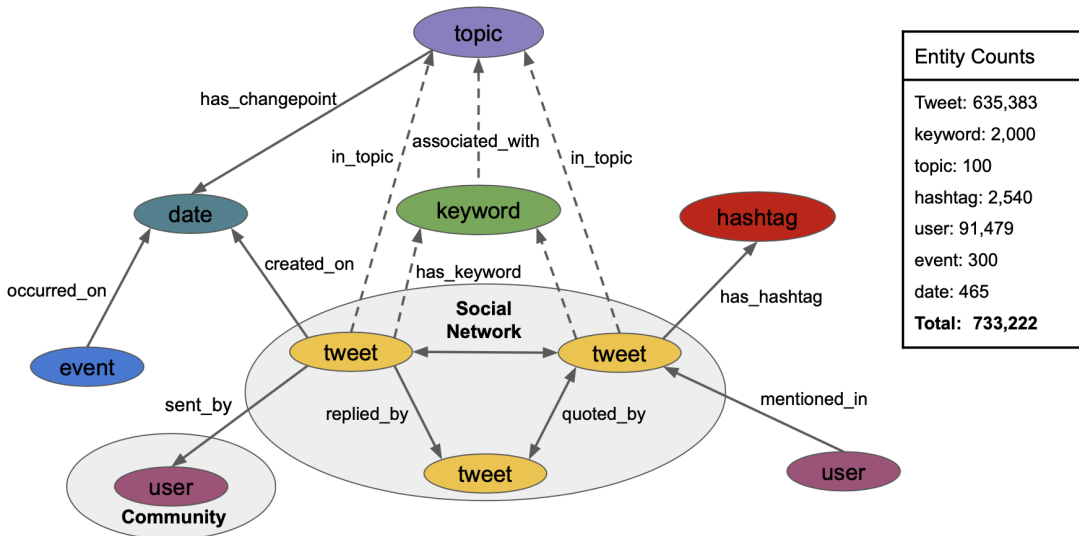 topic
Entity Counts
has_changepoint
Tweet: 635,383
keyword: 2,000
in_topic
associated_with
in_topic
topic: 100
date
keyword
hashtag
hashtag: 2,540
user: 91,479
event: 300
date: 465
Total: 733,222
occurred_on
created_on
has_keyword
has_hashtag
Social
Network
event
tweet
tweet
sent_by
replied_by
quoted_by
mentioned_in
user
Community
tweet
user